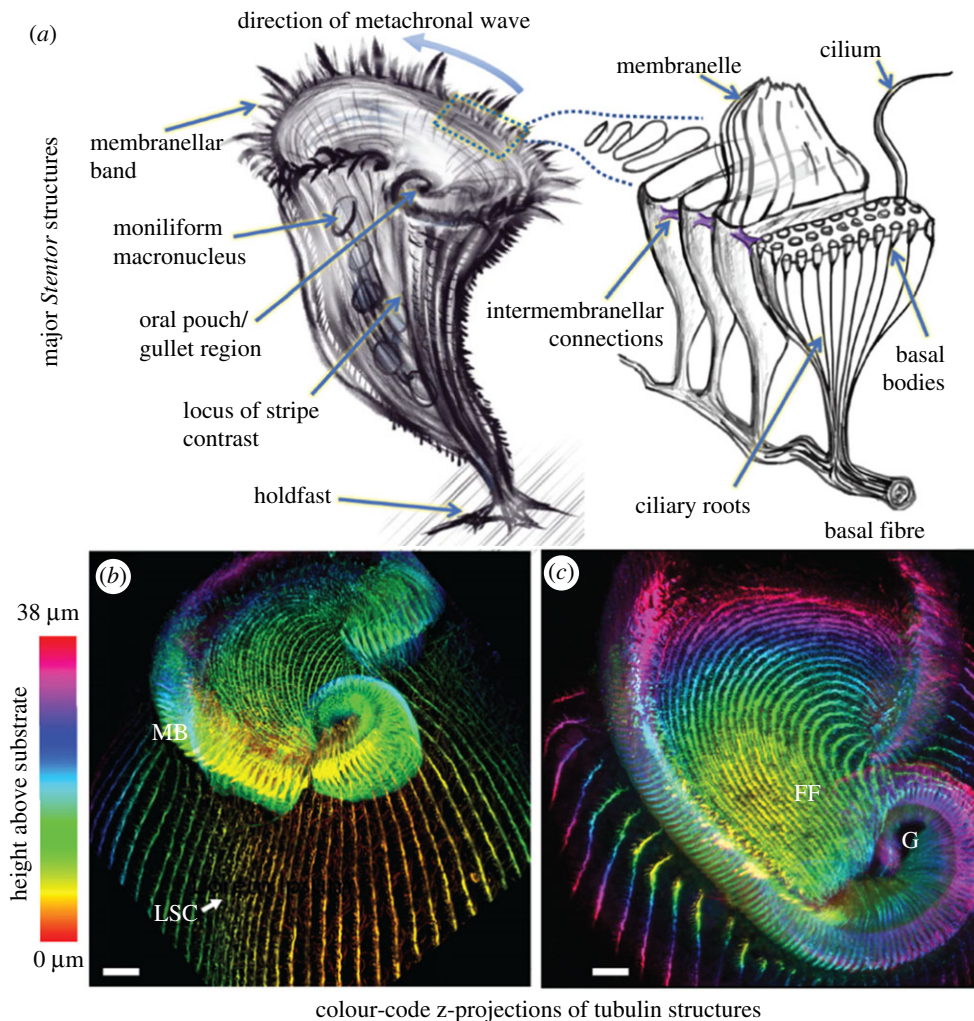 (a)
direction of metachronal wave
membranellar
band
moniliform
macronucleus
oral pouch/
gullet region
locus of stripe
contrast
holdfast
major Stentor structures
membranelle
cilium
intermembranellar
connections
basal
bodies
ciliary roots
basal fibre
(b)
(c)
38 μm
height above substrate
0 μm
MB
LSC
FF
G
colour-code z-projections of tubulin structures